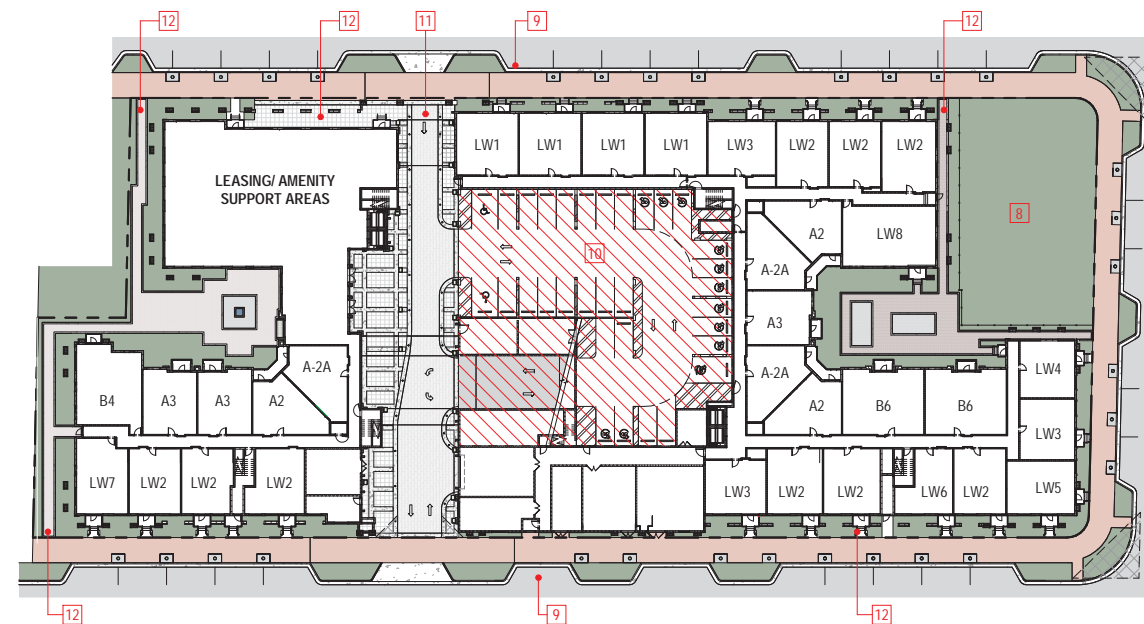 12
12
11
9
12
LW1
LW1
LW1
LW1
LW3
LW2
LW2
LW2
LEASING/ AMENITY
SUPPORT AREAS
8
A2
LW8
10
A-2A
A3
A-2A
A-2A
LW4
B4
A3
A3
A2
A2
B6
B6
LW3
LW7
LW2
LW2
LW2
LW3
LW2
LW2
LW6
LW2
LW5
12
9
12